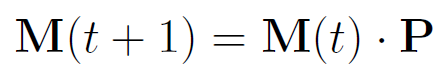 M(t + 1) = M(t) · P